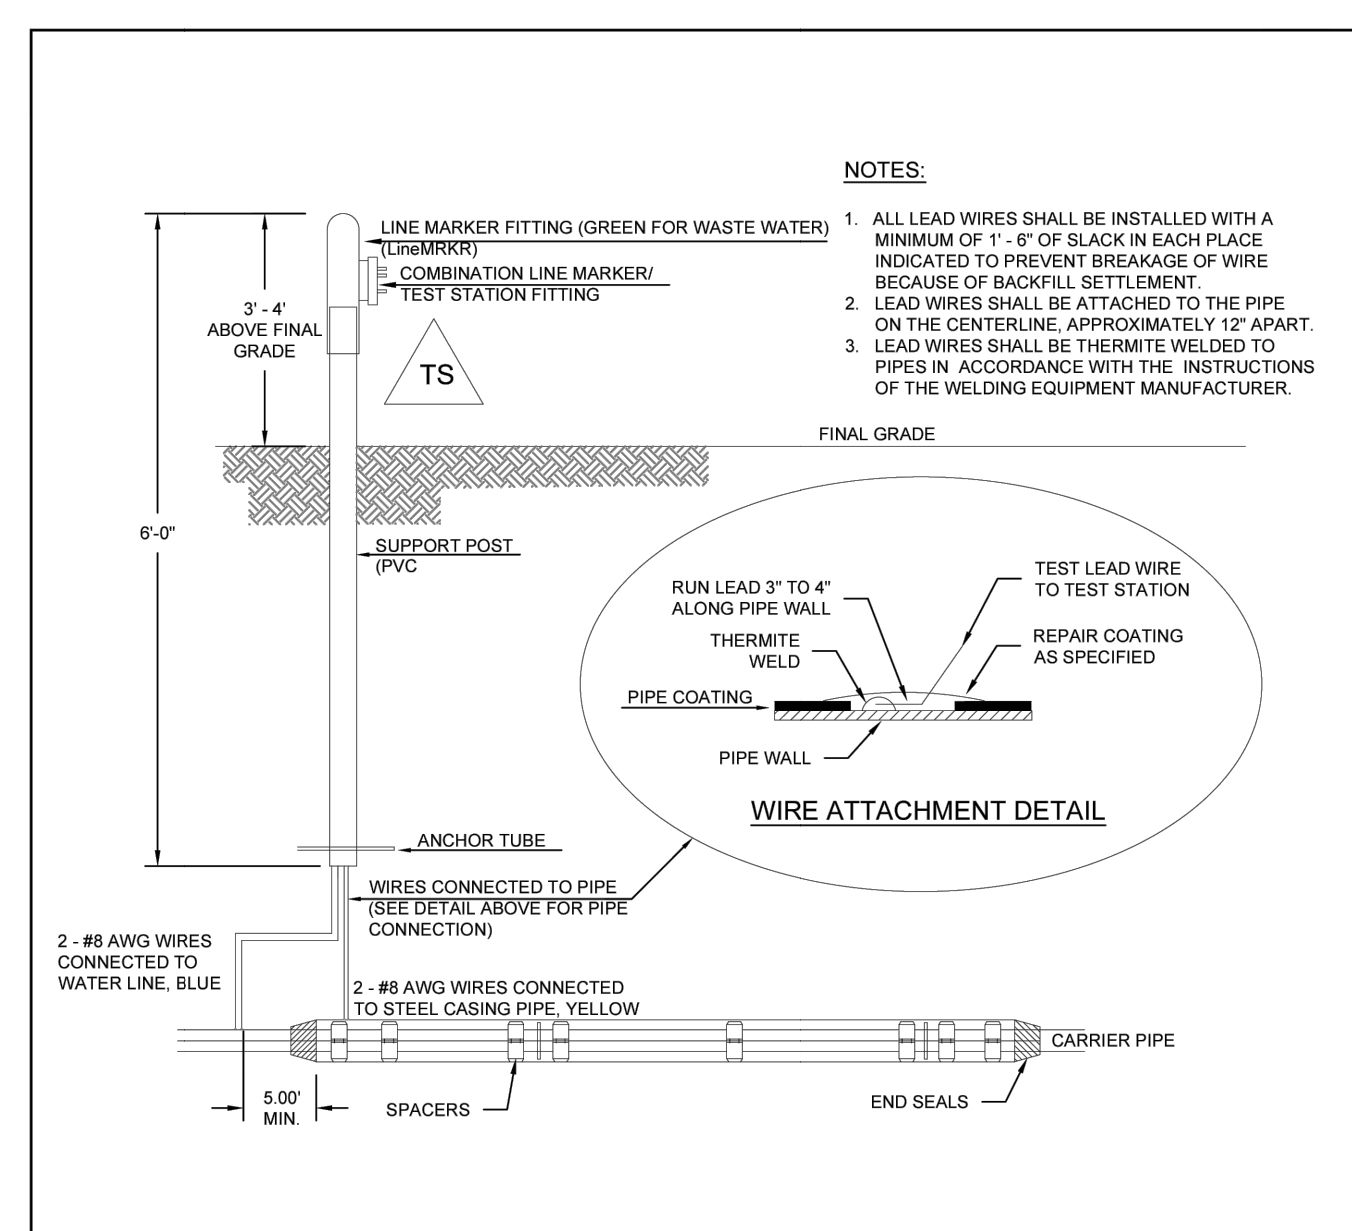 NOTES:
1. ALL LEAD WIRES SHALL BE INSTALLED WITH A
MINIMUM OF 1' - 6" OF SLACK IN EACH PLACE
INDICATED TO PREVENT BREAKAGE OF WIRE
BECAUSE OF BACKFILL SETTLEMENT.
2. LEAD WIRES SHALL BE ATTACHED TO THE PIPE
ON THE CENTERLINE, APPROXIMATELY 12" APART.
3. LEAD WIRES SHALL BE THERMITE WELDED TO
PIPES IN ACCORDANCE WITH THE INSTRUCTIONS
OF THE WELDING EQUIPMENT MANUFACTURER.
LINE MARKER FITTING (GREEN FOR WASTE WATER)
(LineMRKR)
COMBINATION LINE MARKER/
TEST STATION FITTING
3' - 4'
ABOVE FINAL
GRADE
TS
FINAL GRADE
6'-0"
SUPPORT POST
(PVC
RUN LEAD 3" TO 4"
ALONG PIPE WALL
TEST LEAD WIRE
TO TEST STATION
THERMITE
WELD
REPAIR COATING
AS SPECIFIED
PIPE COATING
PIPE WALL
WIRE ATTACHMENT DETAIL
ANCHOR TUBE
WIRES CONNECTED TO PIPE
(SEE DETAIL ABOVE FOR PIPE
CONNECTION)
2 - #8 AWG WIRES
CONNECTED TO
WATER LINE, BLUE
2 - #8 AWG WIRES CONNECTED
TO STEEL CASING PIPE, YELLOW
CARRIER PIPE
5.00'
MIN.
SPACERS
END SEALS